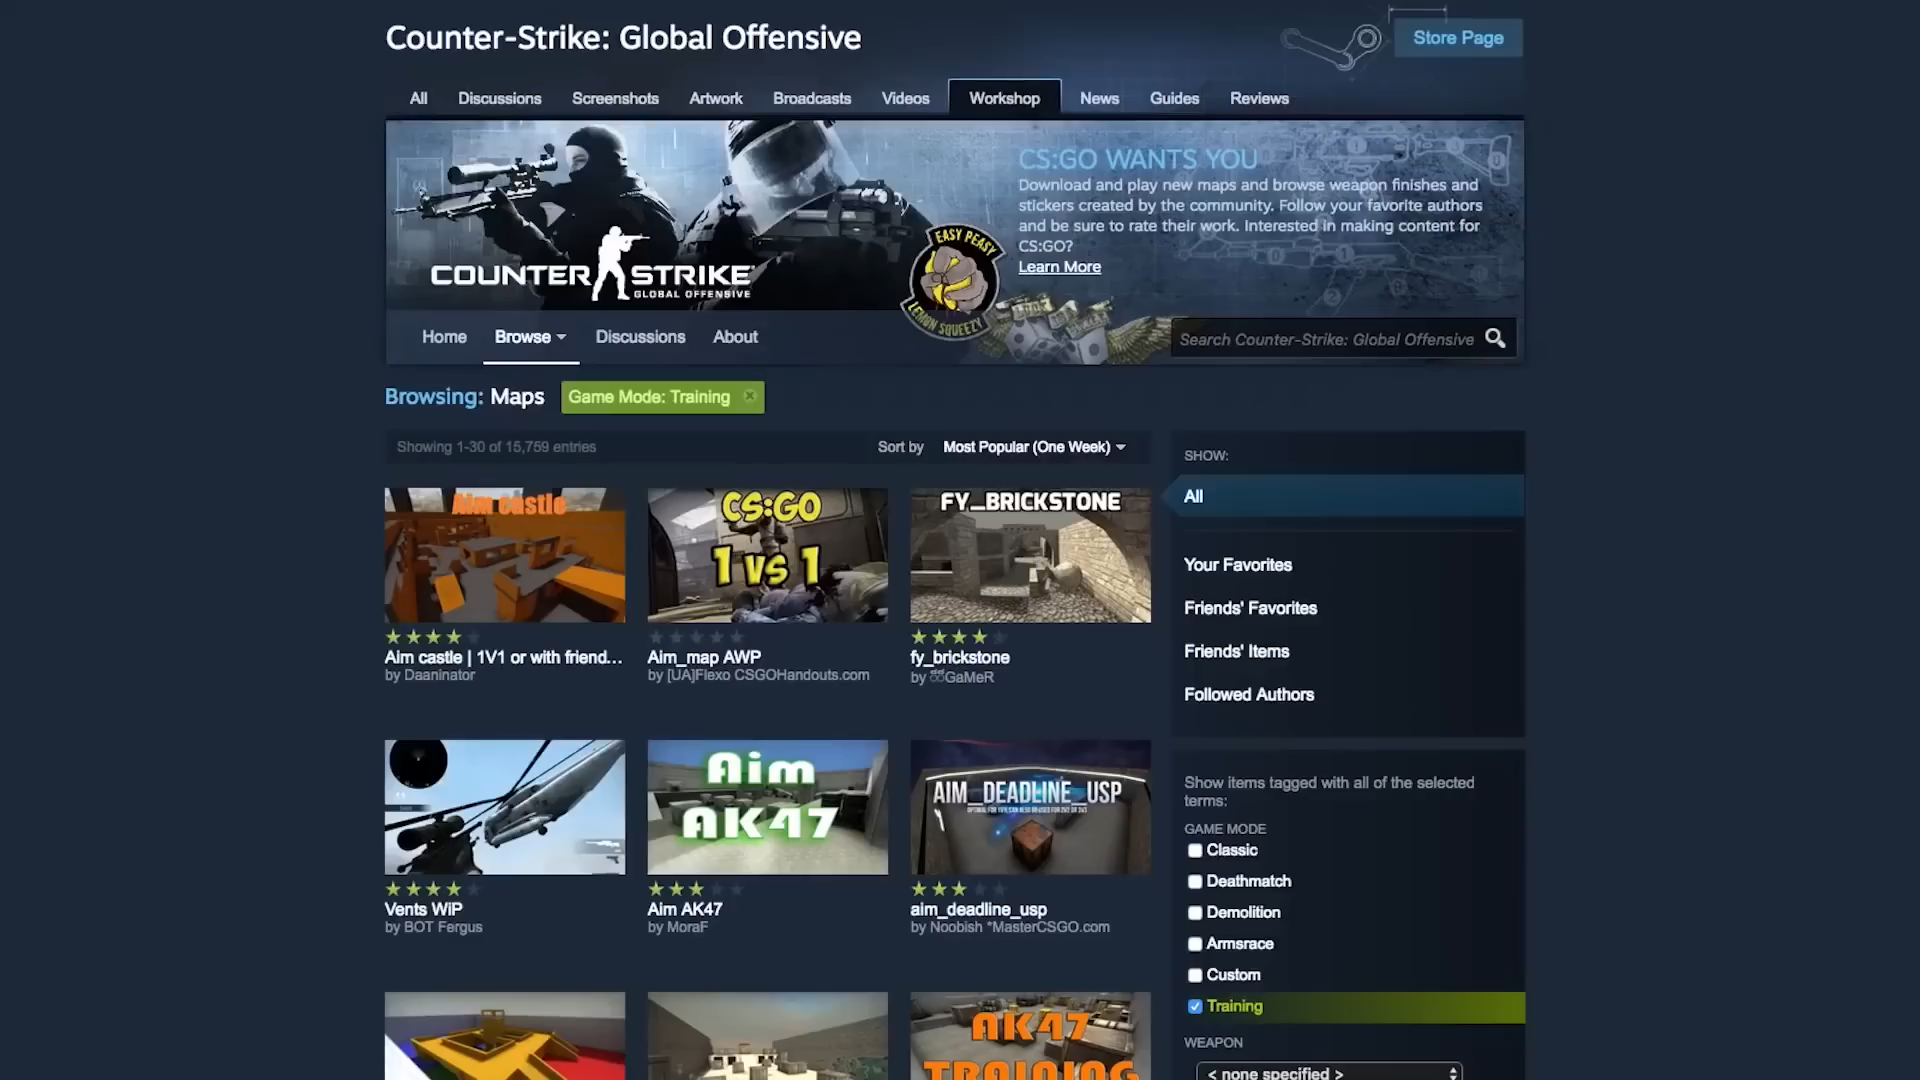 Counter-Strike: Global Offensive
Store Page
All
Discussions
Screenshots
Artwork
Broadcasts
Videos
Workshop
News
Guides
Reviews
CS:GO WANTS YOU
Download and play new maps and browse weapon finishes and
stickers created by the community. Follow your favorite authors
and be sure to rate their work. Interested in making content for
CS:GO?
Learn More
COUNTER STRIKE
GLOBAL OFFENSIVE
EASY PEASY
LEMON SQUEEZY
Home
Browse
Discussions
About
Search Counter-Strike: Global Offensive
Browsing: Maps
Game Mode: Training
Showing 1-30 of 15,759 entries
Sort by
Most Popular (One Week)
Aim castle
CS:GO
1 vs 1
FY_BRICKSTONE
Aim castle | 1V1 or with friend...
by Daaninator
Aim_map AWP
by [UA]Flexo CSGOHandouts.com
fy_brickstone
by GaMeR
Aim
AK47
AIM_DEADLINE_USP
Vents WiP
by BOT Fergus
Aim AK47
by MoraF
aim_deadline_usp
by Noobish *MasterCSGO.com
AK47
TRAINING
SHOW:
All
Your Favorites
Friends' Favorites
Friends' Items
Followed Authors
Show items tagged with all of the selected
terms:
GAME MODE
Classic
Deathmatch
Demolition
Armsrace
Custom
Training
WEAPON
< none specified >